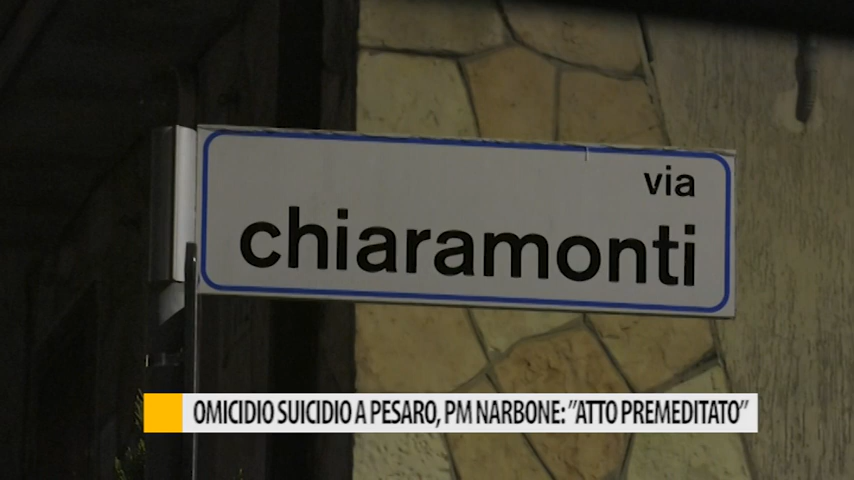 via
chiaramonti
OMICIDIO SUICIDIO A PESARO, PM NARBONE: "ATTO PREMEDITATO"